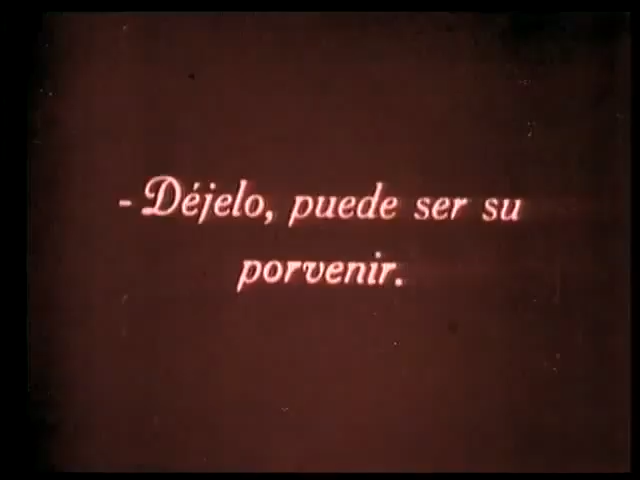 - Déjelo, puede ser su
porvenir.